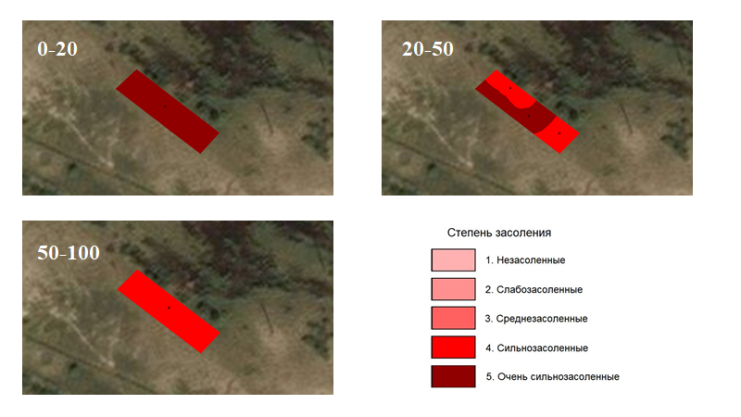 0-20
20-50
50-100
Степень засоления
1. Незасоленные
2. Слабозасоленные
3. Среднезасоленные
4. Сильнозасоленные
5. Очень сильнозасоленные